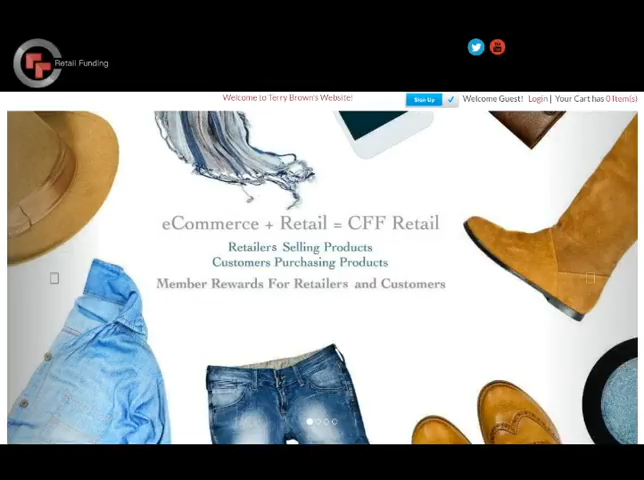 Retail Funding
Welcome to Terry Brown's Website!
Sign Up
Welcome Guest! Login | Your Cart has 0 Item(s)
eCommerce + Retail = CFF Retail
Retailers Selling Products
Customers Purchasing Products
Member Rewards For Retailers and Customers